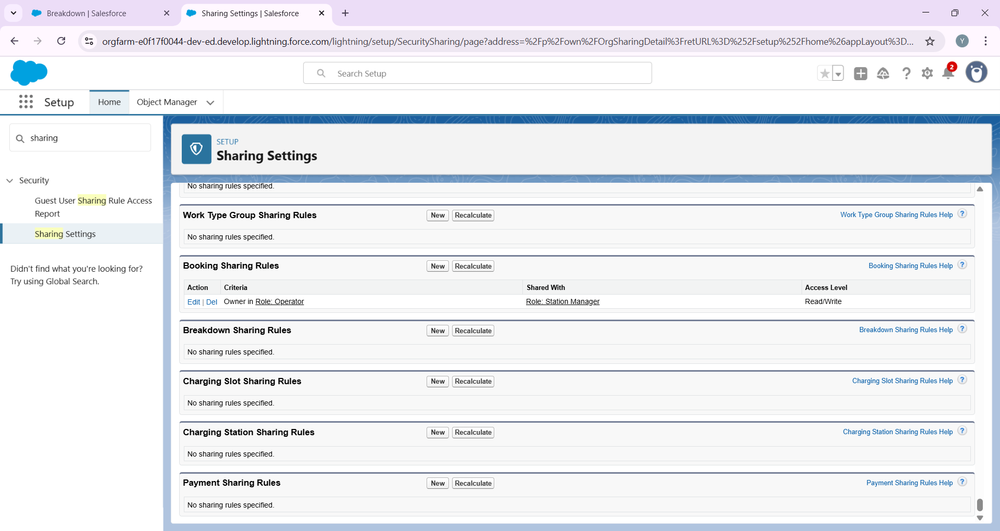 Breakdown | Salesforce
Sharing Settings | Salesforce
orgfarm-e0f17f0044-dev-ed.develop.lightning.force.com/lightning/setup/SecuritySharing/page?address=%2Fp%2Fown%2FOrgSharingDetail%3FretURL%3D%252Fsetup%252Fhome%26appLayout%3D...
Y
Search Setup
2
Setup
Home
Object Manager
sharing
Security
Guest User Sharing Rule Access
Report
Sharing Settings
Didn't find what you're looking for?
Try using Global Search.
SETUP
Sharing Settings
No sharing rules specified.
Work Type Group Sharing Rules New Recalculate Work Type Group Sharing Rules Help ?
No sharing rules specified.
Booking Sharing Rules New Recalculate Booking Sharing Rules Help ?
Action Criteria Shared With Access Level
Edit | Del Owner in Role: Operator Role: Station Manager Read/Write
Breakdown Sharing Rules New Recalculate Breakdown Sharing Rules Help ?
No sharing rules specified.
Charging Slot Sharing Rules New Recalculate Charging Slot Sharing Rules Help ?
No sharing rules specified.
Charging Station Sharing Rules New Recalculate Charging Station Sharing Rules Help ?
No sharing rules specified.
Payment Sharing Rules New Recalculate Payment Sharing Rules Help ?
No sharing rules specified.